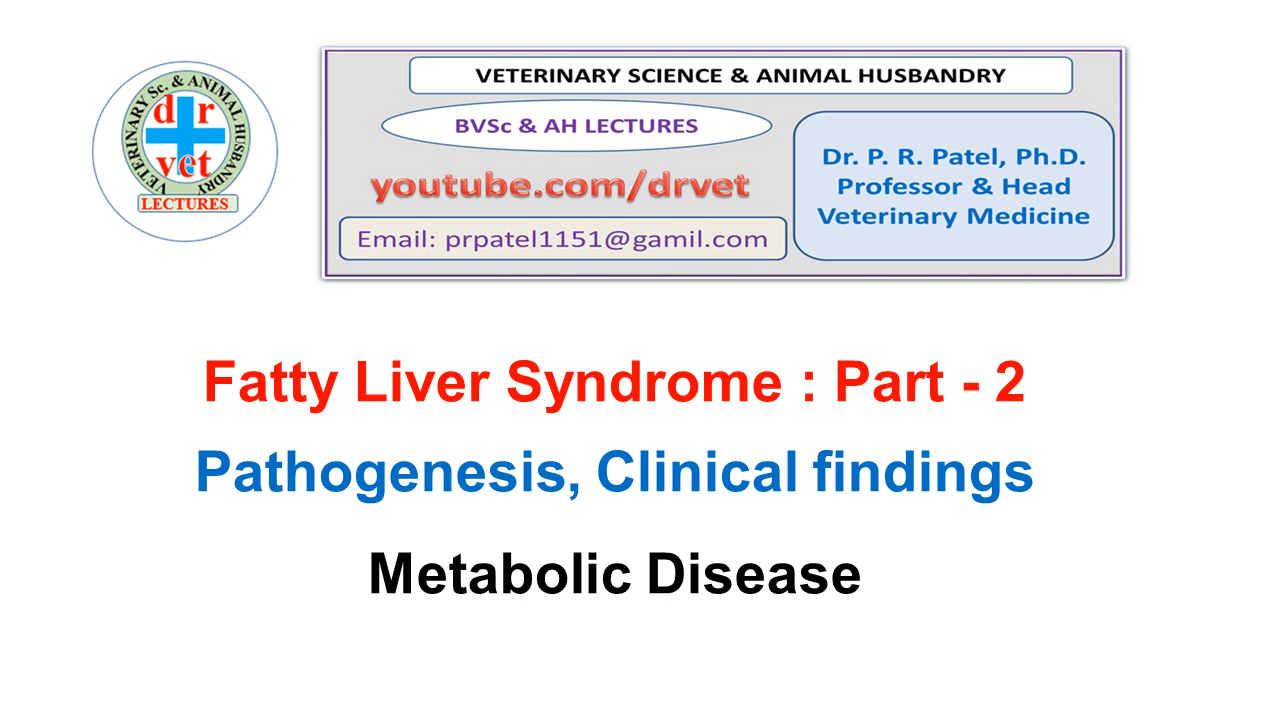 VETERINARY Sc. & ANIMAL HUSBANDRY
d r
vet
LECTURES
VETERINARY SCIENCE & ANIMAL HUSBANDRY
BVSc & AH LECTURES
youtube.com/drvet
Email: prpatel1151@gamil.com
Dr. P. R. Patel, Ph.D.
Professor & Head
Veterinary Medicine
Fatty Liver Syndrome : Part - 2
Pathogenesis, Clinical findings
Metabolic Disease